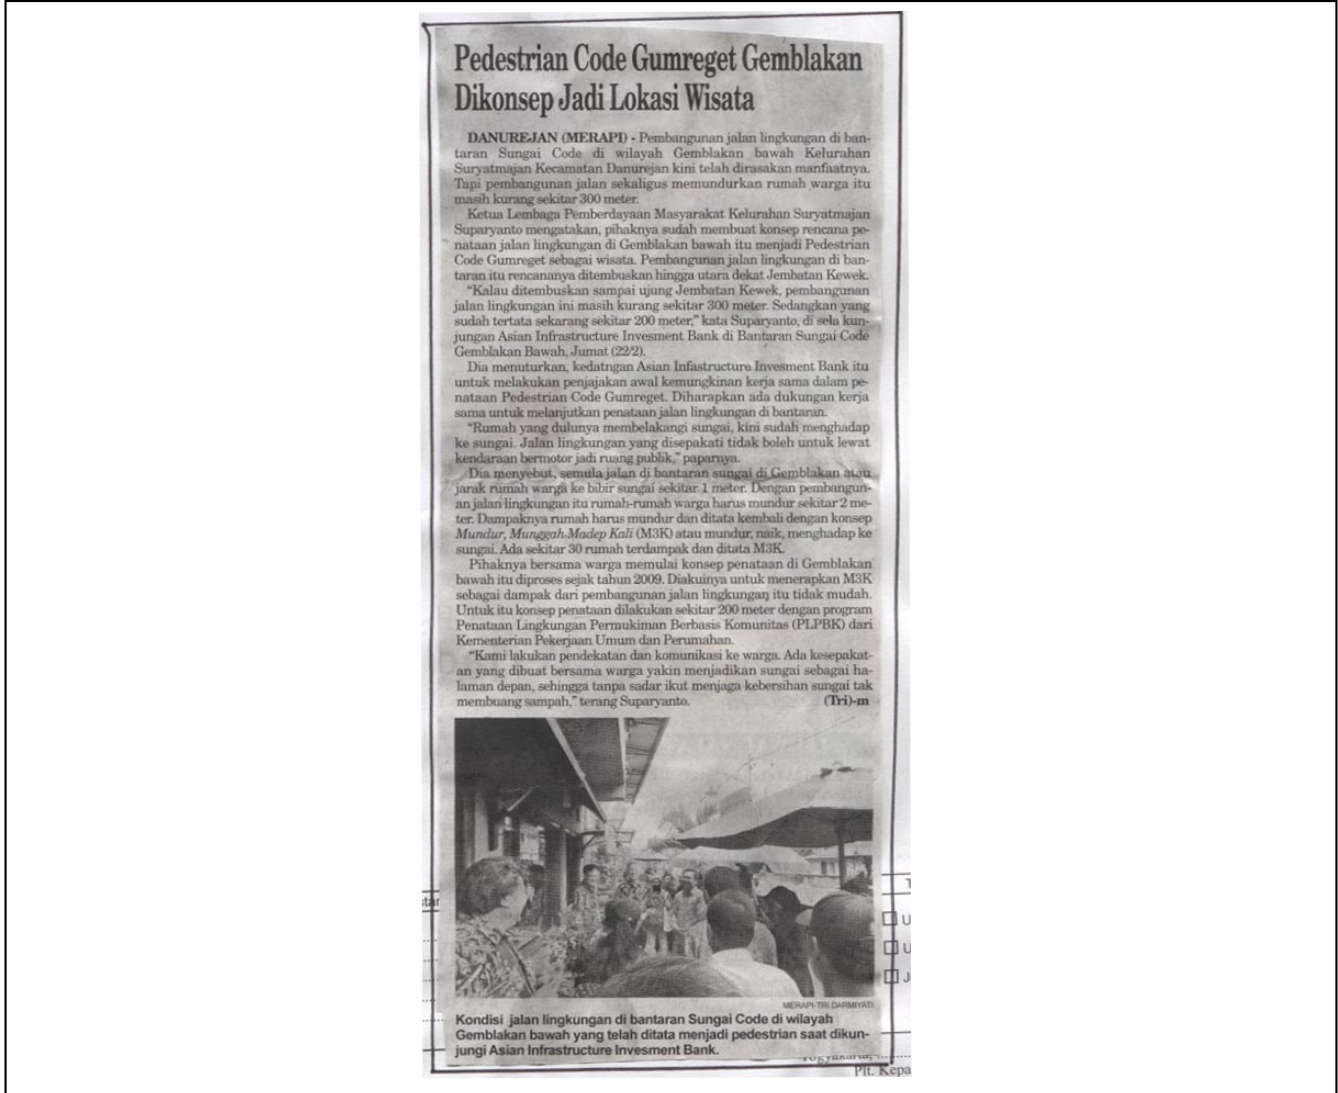 Pedestrian Code Gumreget Gemblakan
Dikonsep Jadi Lokasi Wisata
DANUREJAN (MERAPI) - Pembangunan jalan lingkungan di ban-
taran Sungai Code di wilayah Gemblakan bawah Kelurahan
Suryatmajan Kecamatan Danurejan kini telah dirasakan manfaatnya.
Tapi pembangunan jalan sekaligus memundurkan rumah warga itu
masih kurang sekitar 300 meter.
Ketua Lembaga Pemberdayaan Masyarakat Kelurahan Suryatmajan
Suparyanto mengatakan, pihaknya sudah membuat konsep rencana pe-
nataan jalan lingkungan di Gemblakan bawah itu menjadi Pedestrian
Code Gumreget sebagai wisata. Pembangunan jalan lingkungan di ban-
taran itu rencananya ditembuskan hingga utara dekat Jembatan Kewek.
“Kalau ditembuskan sampai ujung Jembatan Kewek, pembangunan
jalan lingkungan ini masih kurang sekitar 300 meter. Sedangkan yang
sudah tertata sekarang sekitar 200 meter,” kata Suparyanto, di sela kun-
jungan Asian Infrastructure Invesment Bank di Bantaran Sungai Code
Gemblakan Bawah, Jumat (22/2).
Dia menuturkan, kedatngan Asian Infastructure Invesment Bank itu
untuk melakukan penjajakan awal kemungkinan kerja sama dalam pe-
nataan Pedestrian Code Gumreget. Diharapkan ada dukungan kerja
sama untuk melanjutkan penataan jalan lingkungan di bantaran.
“Rumah yang dulunya membelakangi sungai, kini sudah menghadap
ke sungai. Jalan lingkungan yang disepakati tidak boleh untuk lewat
kendaraan bermotor jadi ruang publik,” paparnya.
Dia menyebut, semula jalan di bantaran sungai di Gemblakan atau
jarak rumah warga ke bibir sungai sekitar 1 meter. Dengan pembangun-
an jalan lingkungan itu rumah-rumah warga harus mundur sekitar 2 me-
ter. Dampaknya rumah harus mundur dan ditata kembali dengan konsep
Mundur, Munggah-Madep Kali (M3K) atau mundur, naik, menghadap ke
sungai. Ada sekitar 30 rumah terdampak dan ditata M3K.
Pihaknya bersama warga memulai konsep penataan di Gemblakan
bawah itu diproses sejak tahun 2009. Diakuinya untuk menerapkan M3K
sebagai dampak dari pembangunan jalan lingkungan itu tidak mudah.
Untuk itu konsep penataan dilakukan sekitar 200 meter dengan program
Penataan Lingkungan Permukiman Berbasis Komunitas (PLPBK) dari
Kementerian Pekerjaan Umum dan Perumahan.
“Kami lakukan pendekatan dan komunikasi ke warga. Ada kesepakat-
an yang dibuat bersama warga yakin menjadikan sungai sebagai ha-
laman depan, sehingga tanpa sadar ikut menjaga kebersihan sungai tak
membuang sampah,” terang Suparyanto. (Tri)-m
MERAPI-TRI DARMIYATI
Kondisi jalan lingkungan di bantaran Sungai Code di wilayah
Gemblakan bawah yang telah ditata menjadi pedestrian saat dikun-
jungi Asian Infrastructure Invesment Bank.
Plt. Kepa